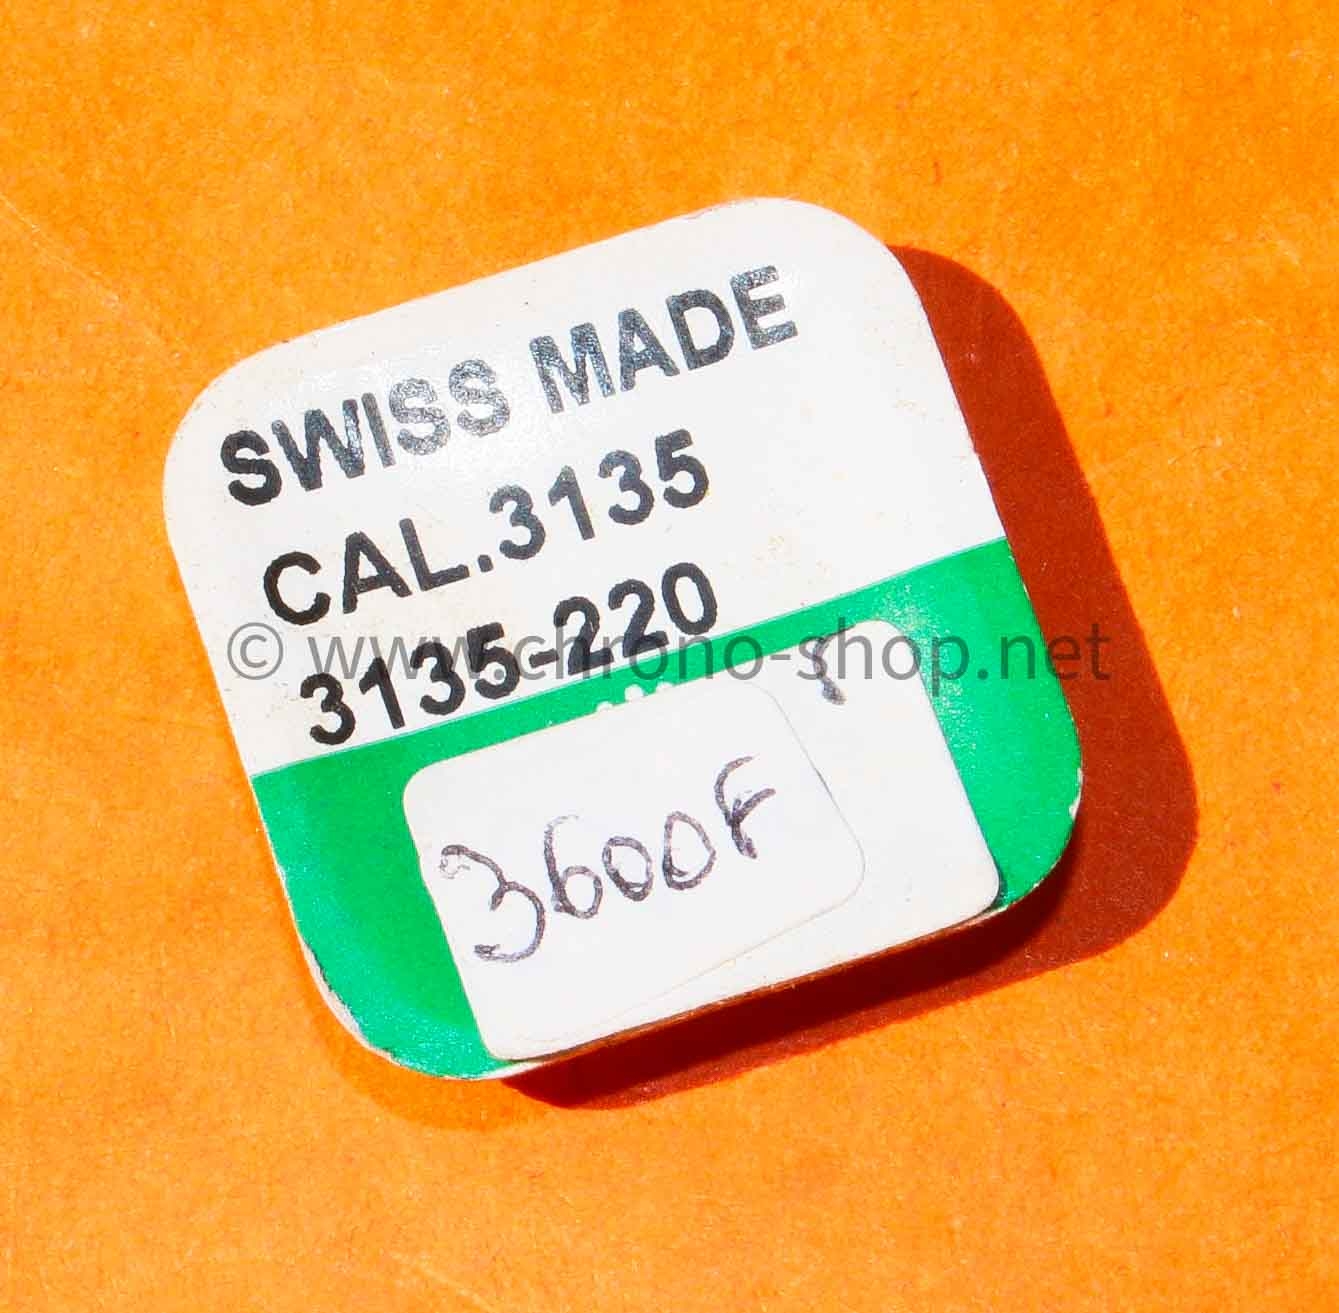 SWISS MADE
CAL.3135
3135-220
© www.chrono-shop.net
3600F